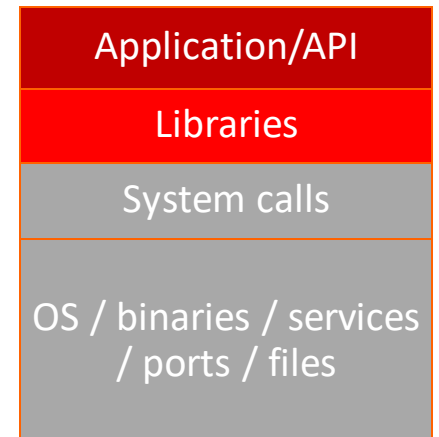 Application/API
Libraries
System calls
OS / binaries / services
/ ports / files